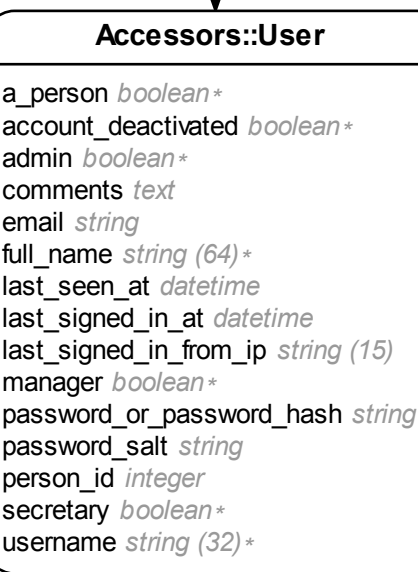 Accessors::User
a_person boolean*
account_deactivated boolean*
admin boolean*
comments text
email string
full_name string (64)*
last_seen_at datetime
last_signed_in_at datetime
last_signed_in_from_ip string (15)
manager boolean*
password_or_password_hash string
password_salt string
person_id integer
secretary boolean*
username string (32)*